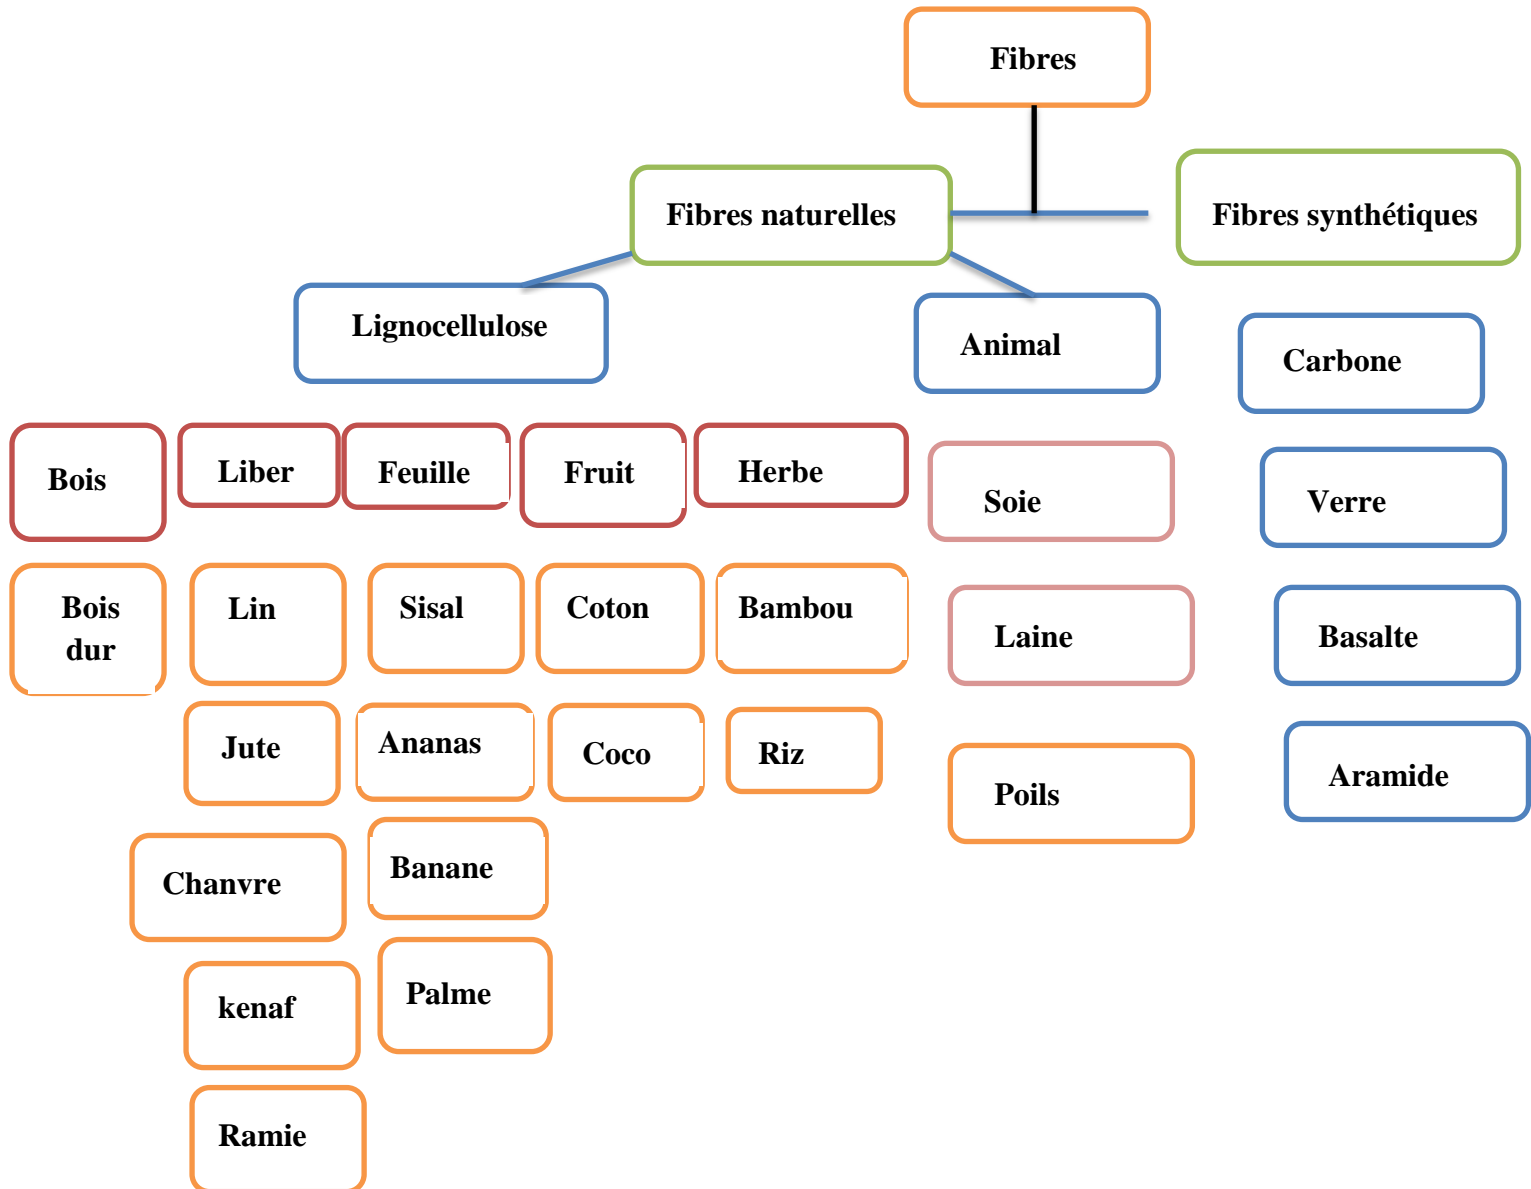 Fibres
Fibres naturelles
Fibres synthétiques
Lignocellulose
Animal
Carbone
Bois
Liber
Feuille
Fruit
Herbe
Soie
Verre
Bois
dur
Lin
Sisal
Coton
Bambou
Laine
Basalte
Jute
Ananas
Coco
Riz
Poils
Aramide
Chanvre
Banane
kenaf
Palme
Ramie